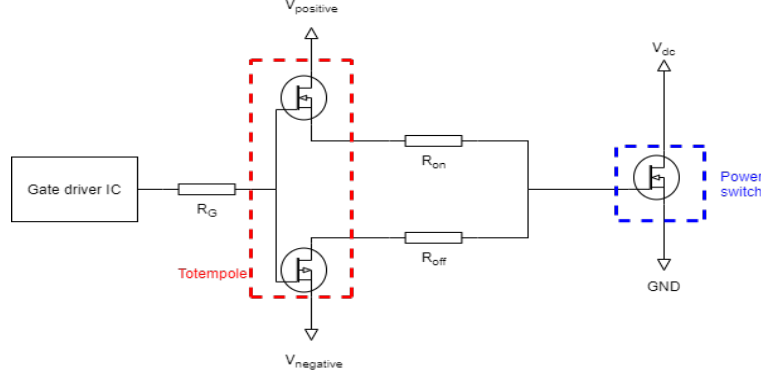 Vpositive
Vdc
Ron
Gate driver IC
Power
switch
RG
Roff
Totempole
GND
Vnegative